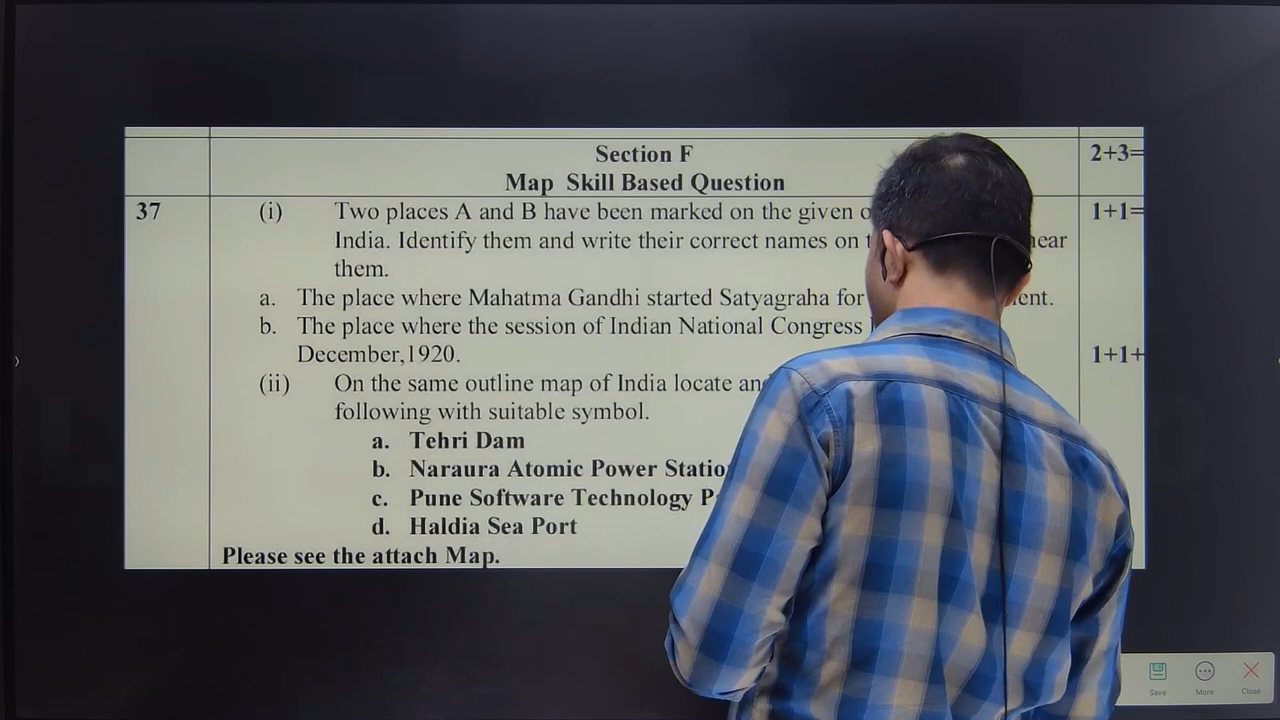 Section F
2+3=
Map Skill Based Question
37 (i) Two places A and B have been marked on the given
1+1=
India. Identify them and write their correct names on
them.
a. The place where Mahatma Gandhi started Satyagraha for
b. The place where the session of Indian National Congress
December,1920.
1+1+
(ii) On the same outline map of India locate
following with suitable symbol.
a. Tehri Dam
b. Naraura Atomic Power
c. Pune Software Technology
d. Haldia Sea Port
Please see the attach Map.
Save More Close